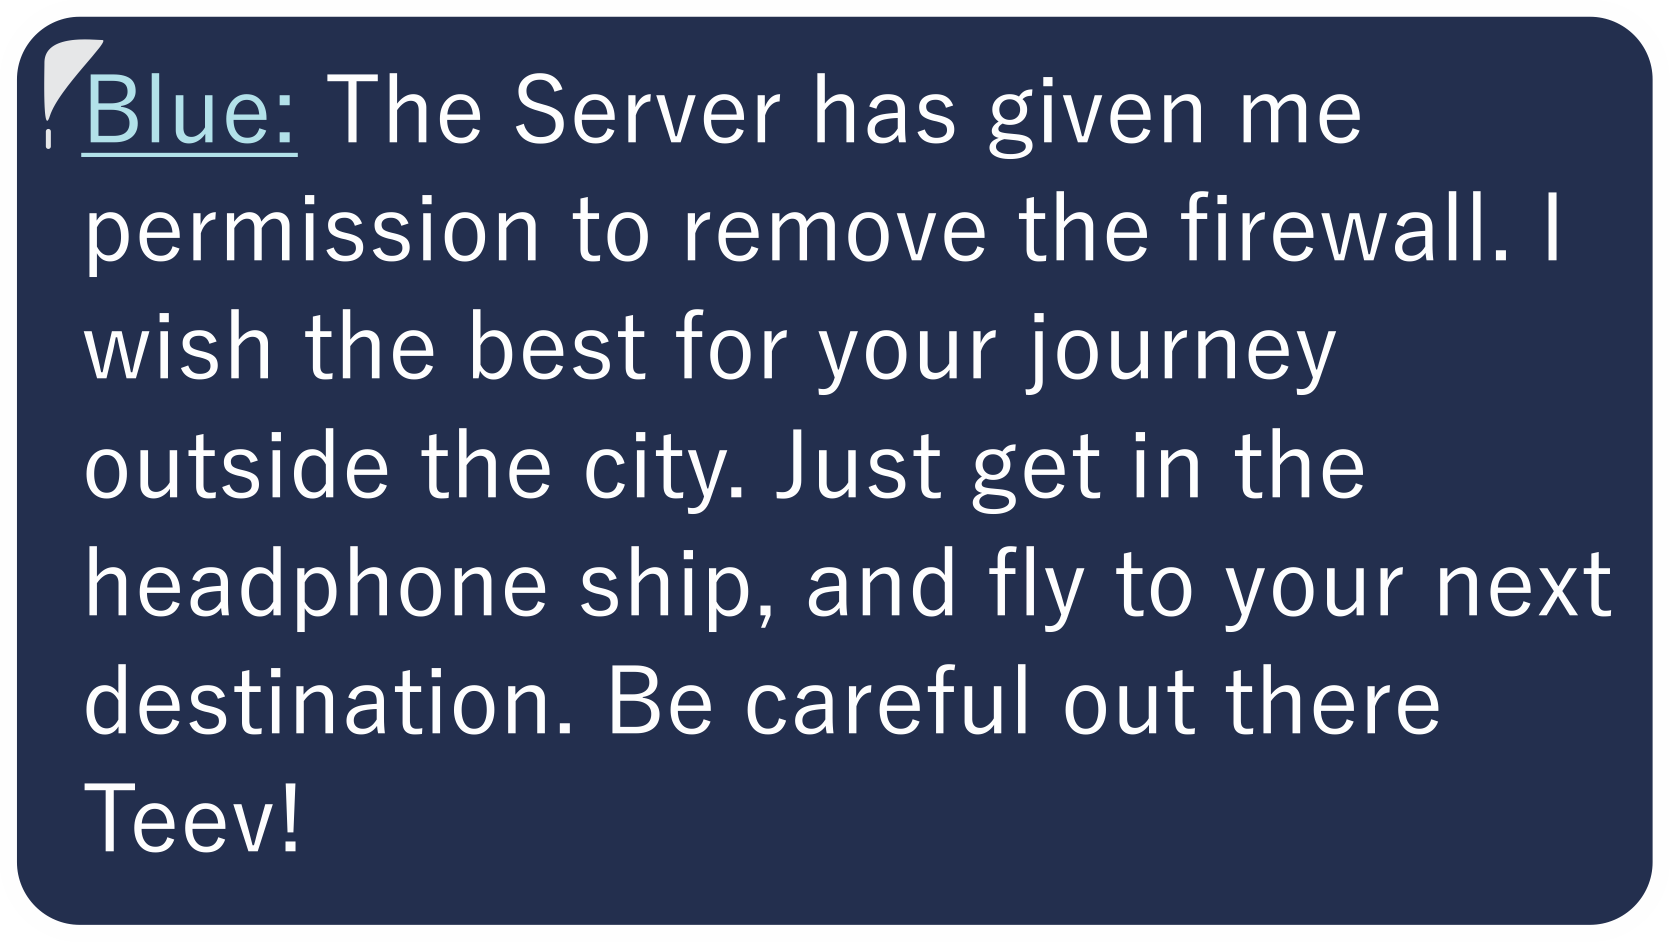 Blue: The Server has given me
permission to remove the firewall. I
wish the best for your journey
outside the city. Just get in the
headphone ship, and fly to your next
destination. Be careful out there
Teev!